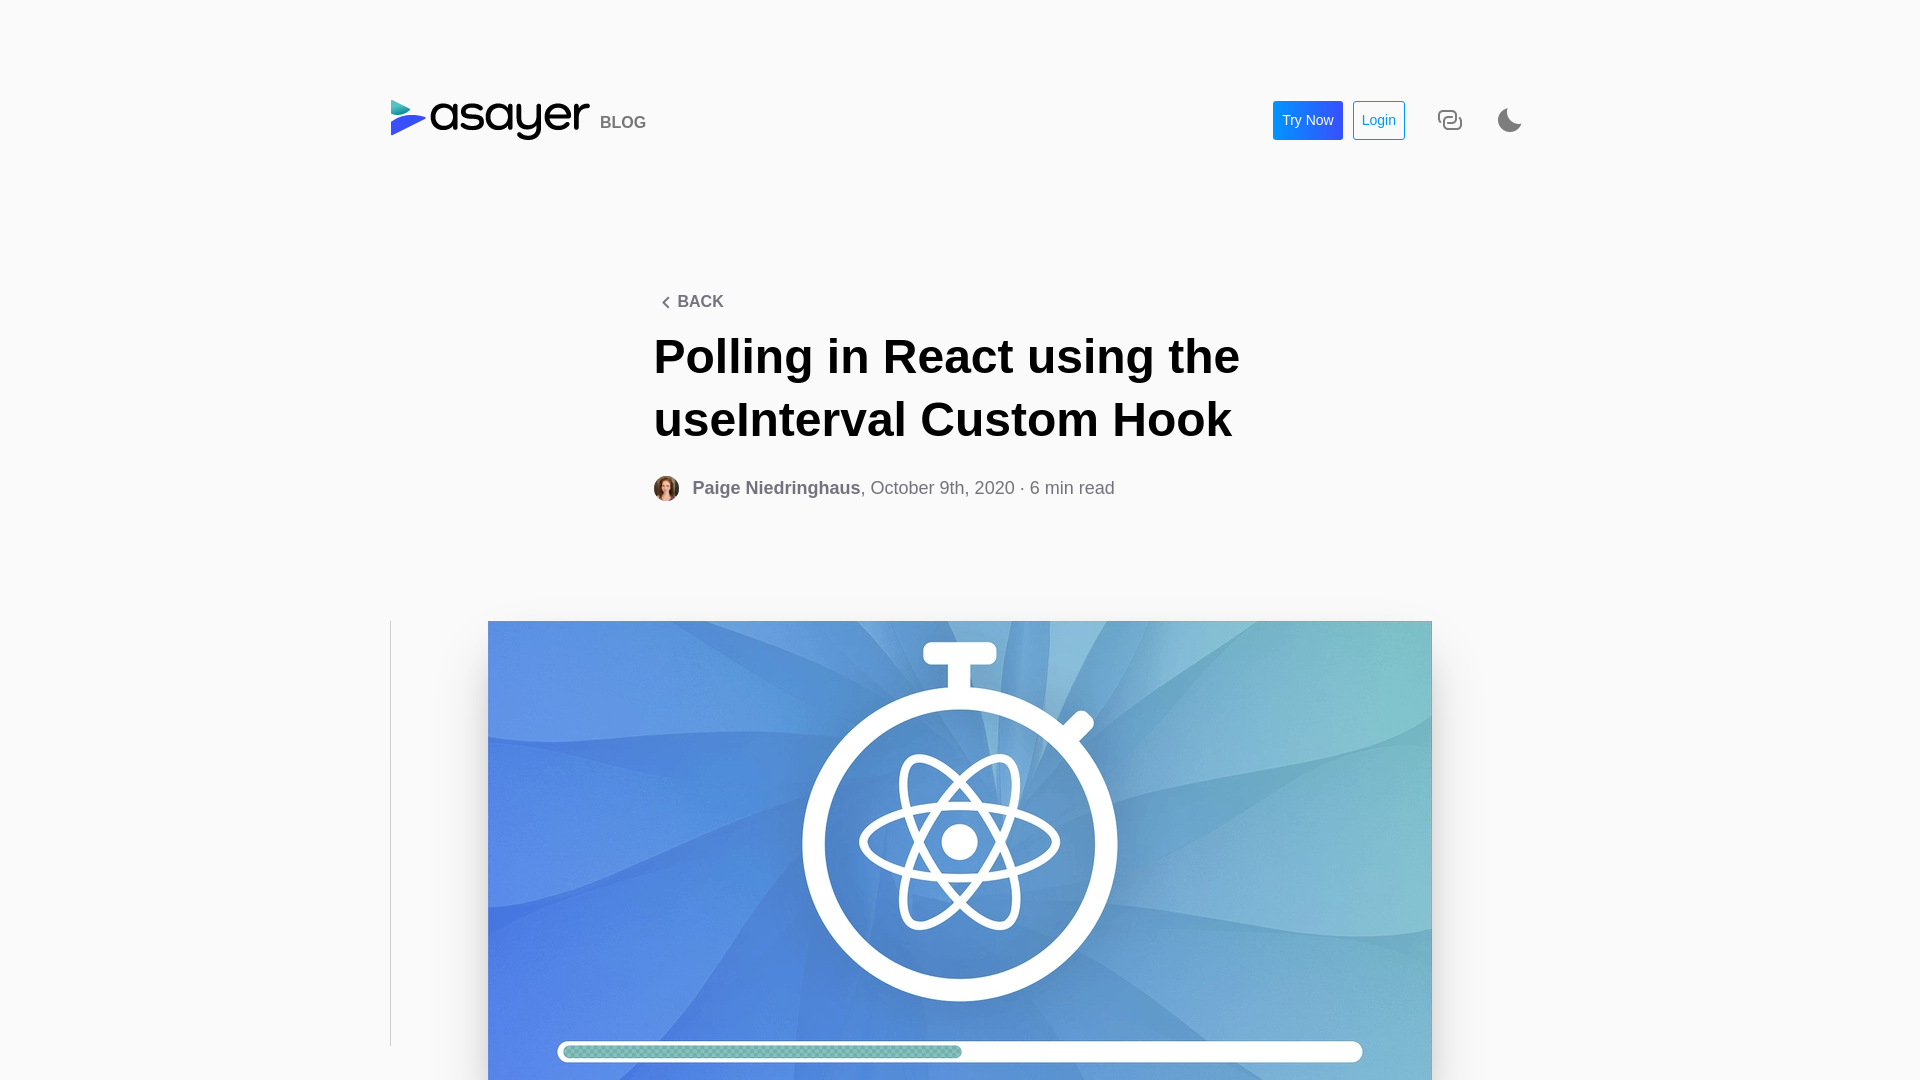 asayer BLOG
Try Now
Login
BACK
Polling in React using the
useInterval Custom Hook
Paige Niedringhaus, October 9th, 2020 · 6 min read